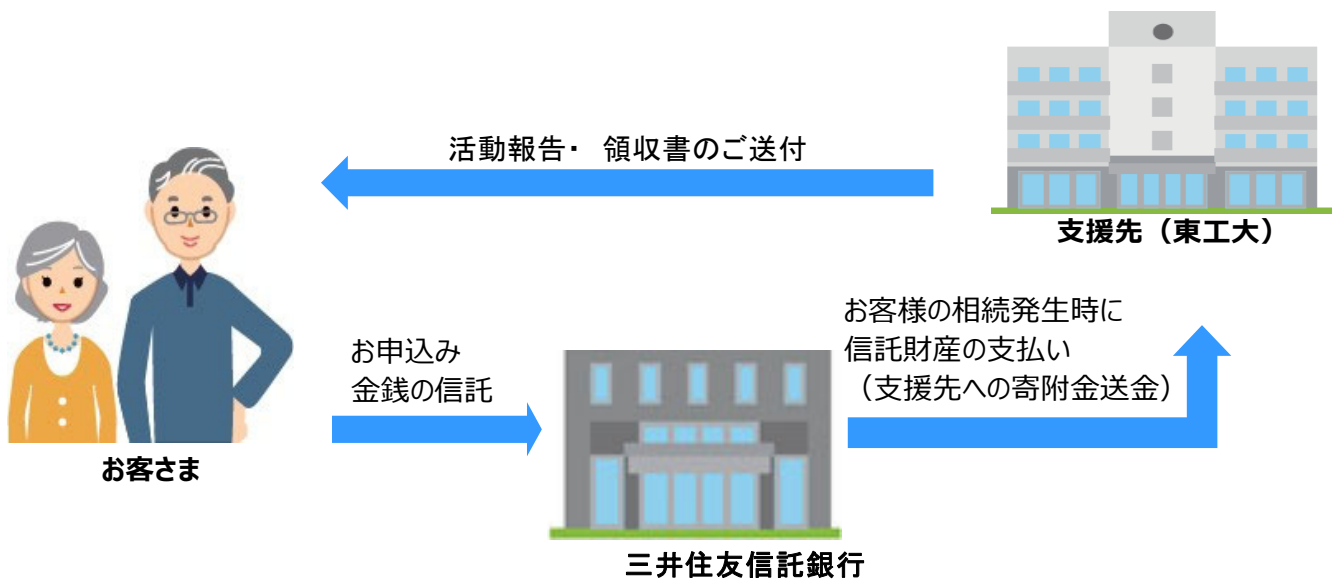 活動報告・ 領収書のご送付
支援先（東工大）
お客さま
お申込み
金銭の信託
三井住友信託銀行
お客様の相続発生時に
信託財産の支払い
（支援先への寄附金送金）